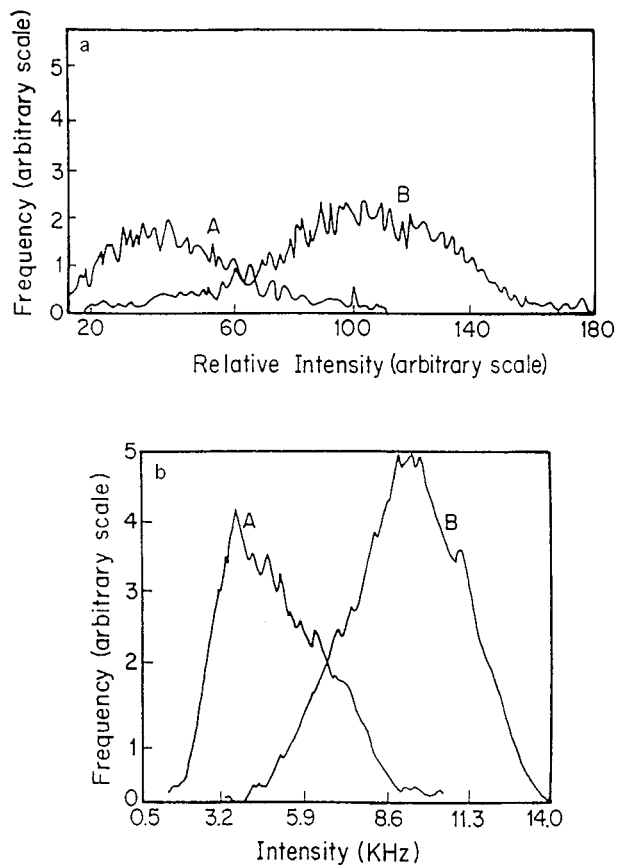 a
Frequency (arbitrary scale)
5
4
3
2
1
0
A
B
20 60 100 140 180
Relative Intensity (arbitrary scale)
b
Frequency (arbitrary scale)
5
4
3
2
1
0
A
B
0.5 3.2 5.9 8.6 11.3 14.0
Intensity (KHz)